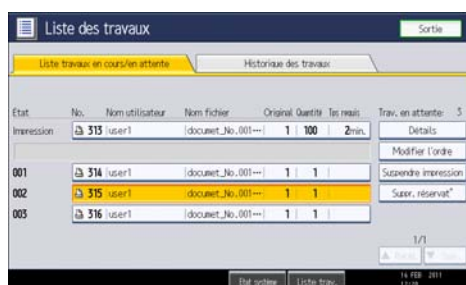 Liste des travaux
Sortie
Liste travaux en cours/en attente
Historique des travaux
État No. Nom utilisateur Nom fichier Original Quantité Tps requis Trav. en attente: 3
Impression 313 user1 documet_No.001··· 1 100 2min. Détails
Modifier l'ordre
001 314 user1 documet_No.001··· 1 1 Suspendre impression
002 315 user1 documet_No.001··· 1 1 Suppr. réservat°
003 316 user1 documet_No.001··· 1 1
1/1
État système Liste trav. 16 FEB 2011